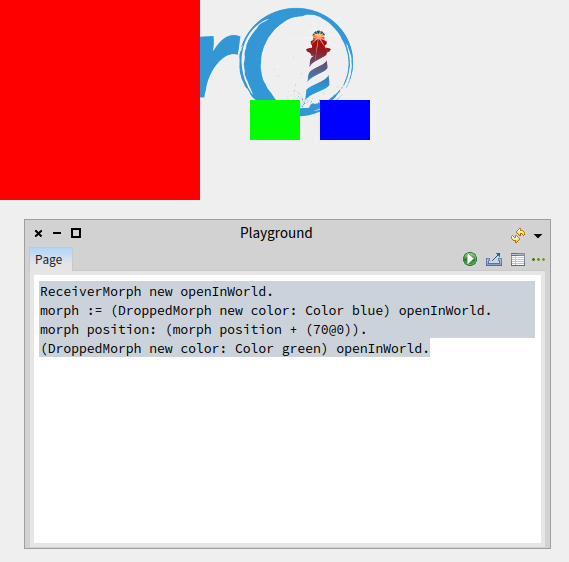 r
Playground
Page
ReceiverMorph new openInWorld.
morph := (DroppedMorph new color: Color blue) openInWorld.
morph position: (morph position + (70@0)).
(DroppedMorph new color: Color green) openInWorld.